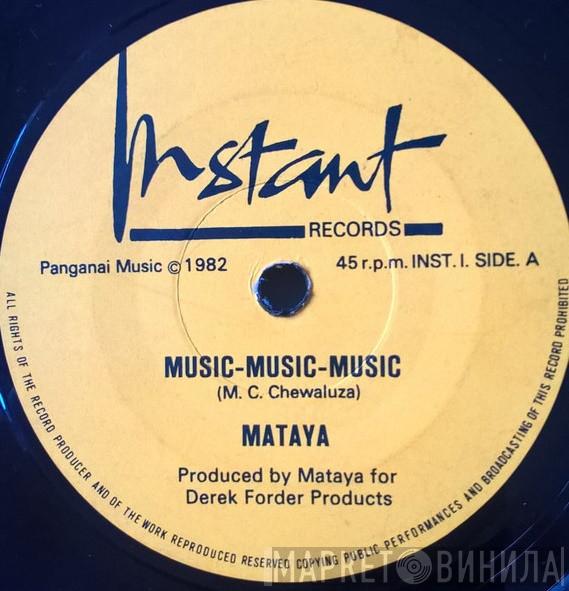 Instant
RECORDS
Panganai Music © 1982
45 r.p.m. INST. I. SIDE. A
MUSIC-MUSIC-MUSIC
(M. C. Chewaluza)
MATAYA
Produced by Mataya for
Derek Forder Products
ALL RIGHTS OF THE RECORD PRODUCER AND OF THE WORK REPRODUCED RESERVED COPYING PUBLIC PERFORMANCES AND BROADCASTING OF THIS RECORD PROHIBITED
МАРКЕТ ВИНИЛА